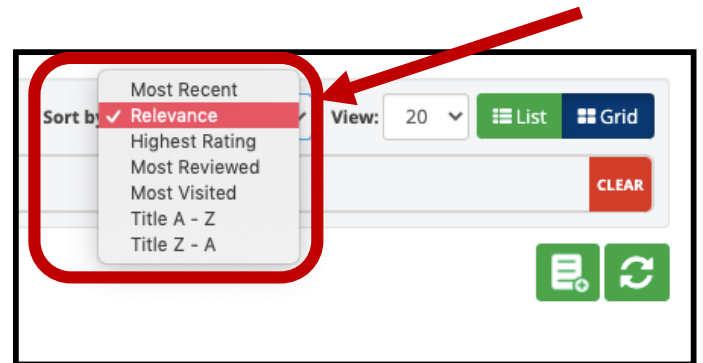 Most Recent
Sort by ✓ Relevance View: 20 List Grid
Highest Rating
Most Reviewed
Most Visited
CLEAR
Title A - Z
Title Z - A